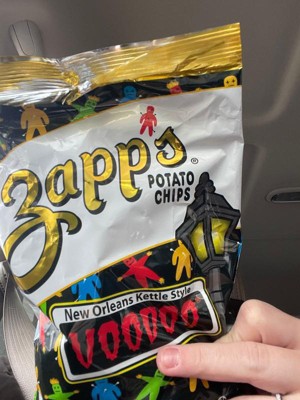 Zapp's®
POTATO
CHIPS
New Orleans Kettle Style
VOODOO